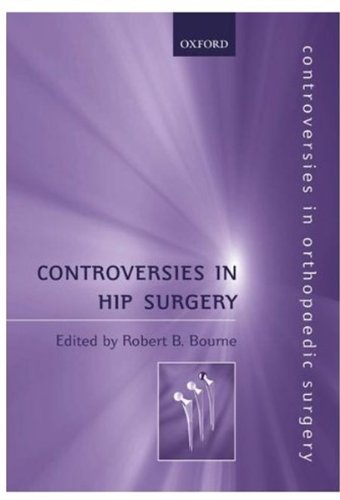 OXFORD
controversies in orthopaedic surgery
CONTROVERSIES IN
HIP SURGERY
Edited by Robert B. Bourne